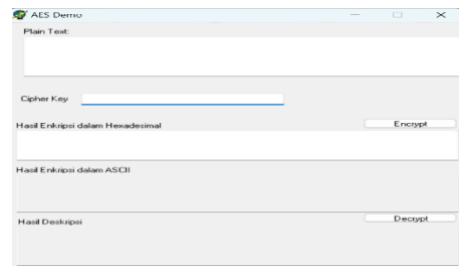 AES Demo
Plain Text:
Cipher Key
Hasil Enkripsi dalam Hexadesimal
Encrypt
Hasil Enkripsi dalam ASCII
Hasil Deskripsi
Decrypt